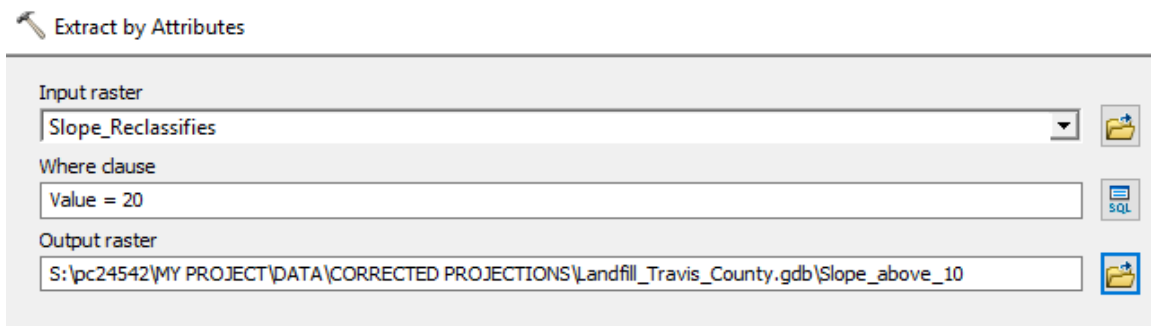 Extract by Attributes
Input raster
Slope_Reclassifies
Where clause
Value = 20
SQL
Output raster
S:\pc24542\MY PROJECT\DATA\CORRECTED PROJECTIONS\Landfill_Travis_County.gdb\Slope_above_10